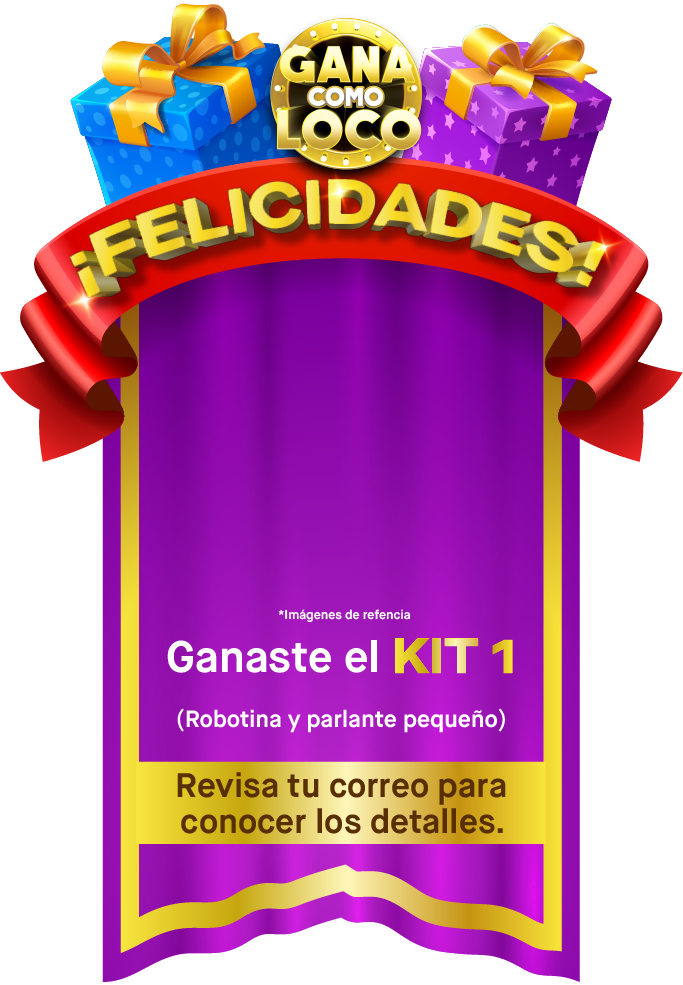 GANA
COMO
LOCO
¡FELICIDADES!
*Imágenes de refencia
Ganaste el KIT 1
(Robotina y parlante pequeño)
Revisa tu correo para
conocer los detalles.